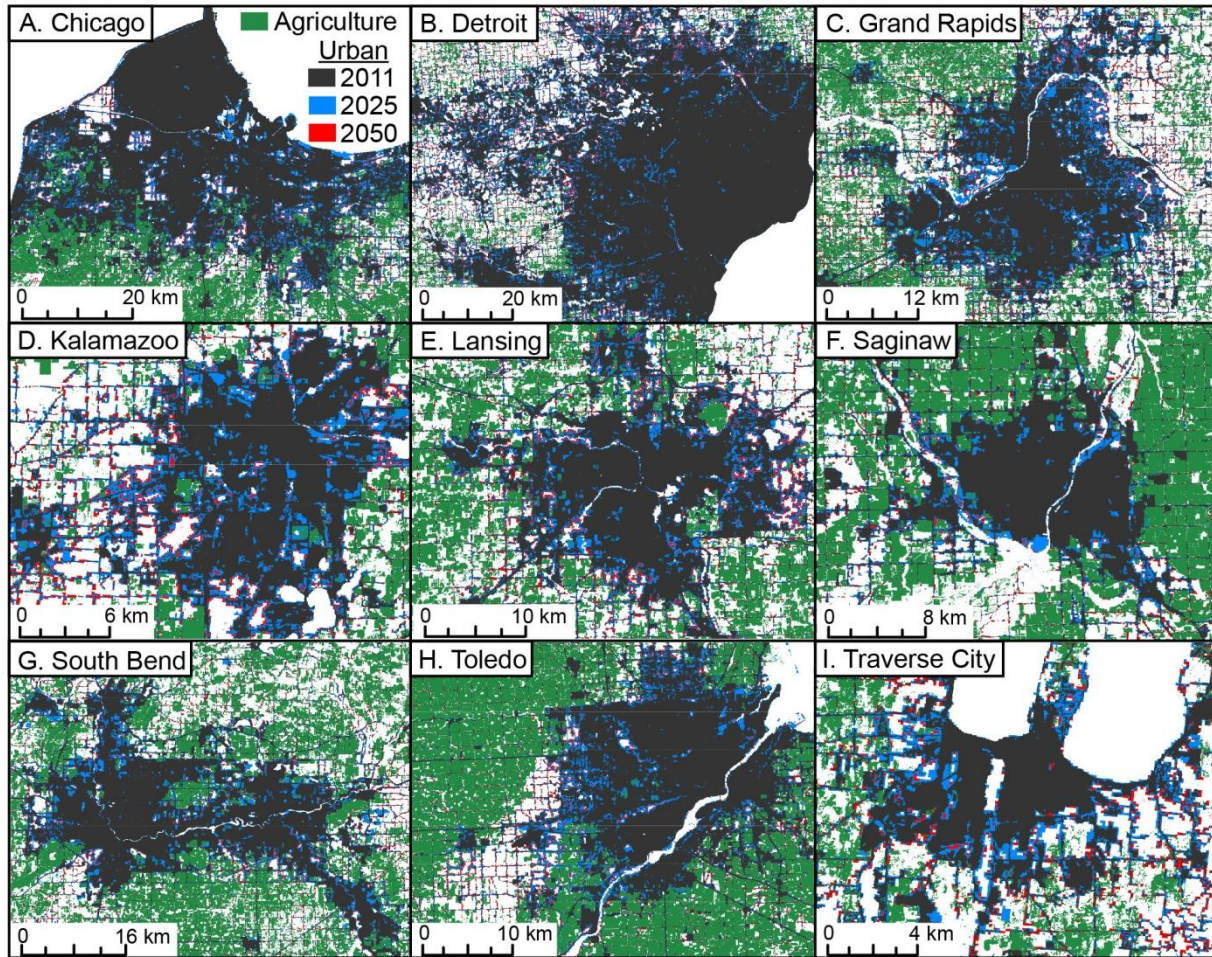 A. Chicago
Agriculture
Urban
2011
2025
2050
0 20 km
B. Detroit
0 20 km
C. Grand Rapids
0 12 km
D. Kalamazoo
0 6 km
E. Lansing
0 10 km
F. Saginaw
0 8 km
G. South Bend
0 16 km
H. Toledo
0 10 km
I. Traverse City
0 4 km